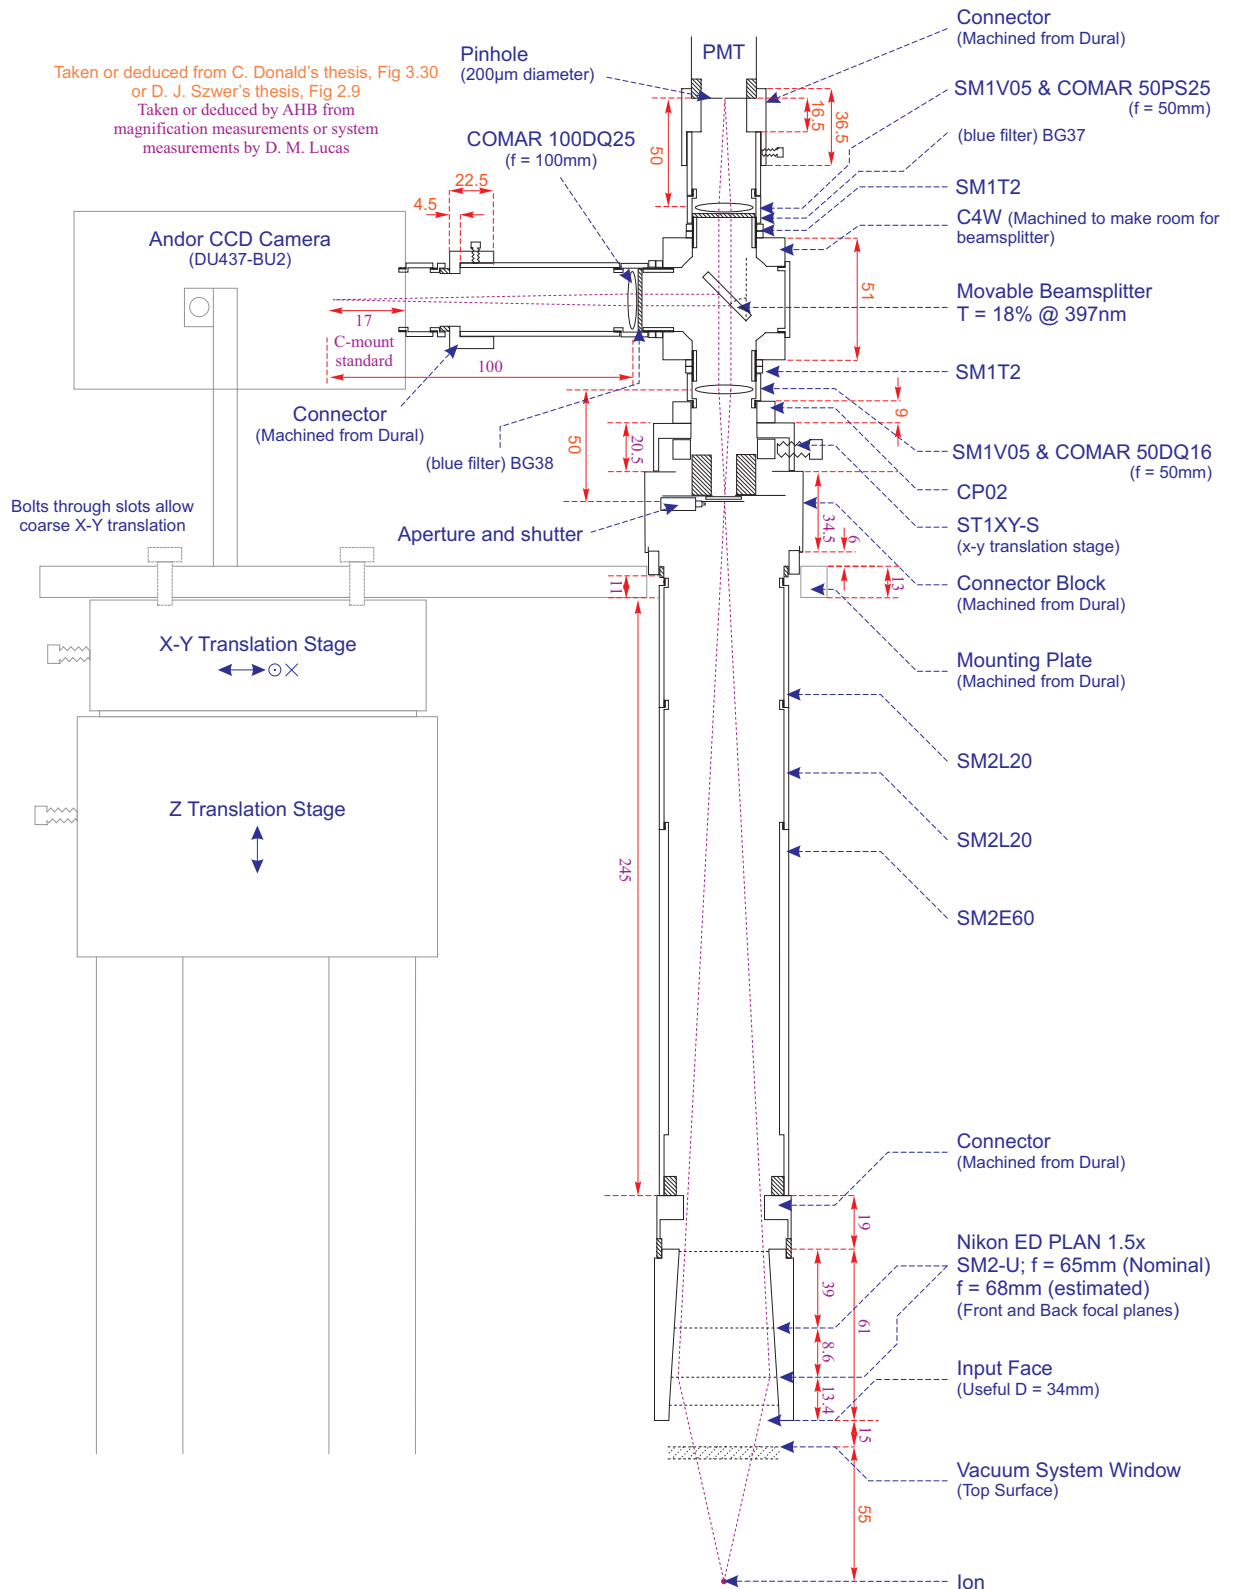 Connector
(Machined from Dural)
PMT
Pinhole
(200µm diameter)
Taken or deduced from C. Donald's thesis, Fig 3.30
or D. J. Szwer's thesis, Fig 2.9
Taken or deduced by AHB from
magnification measurements or system
measurements by D. M. Lucas
SM1V05 & COMAR 50PS25
(f = 50mm)
16.5
36.5
50
COMAR 100DQ25
(f = 100mm)
(blue filter) BG37
SM1T2
22.5
4.5
C4W (Machined to make room for
beamsplitter)
Andor CCD Camera
(DU437-BU2)
51
Movable Beamsplitter
T = 18% @ 397nm
17
C-mount
standard
100
SM1T2
Connector
(Machined from Dural)
50
9
20.5
(blue filter) BG38
SM1V05 & COMAR 50DQ16
(f = 50mm)
CP02
Bolts through slots allow
coarse X-Y translation
Aperture and shutter
34.5
6
ST1XY-S
(x-y translation stage)
11
13
Connector Block
(Machined from Dural)
X-Y Translation Stage
Mounting Plate
(Machined from Dural)
SM2L20
Z Translation Stage
SM2L20
245
SM2E60
Connector
(Machined from Dural)
19
Nikon ED PLAN 1.5x
SM2-U; f = 65mm (Nominal)
f = 68mm (estimated)
(Front and Back focal planes)
39
61
8.6
13.4
Input Face
(Useful D = 34mm)
15
Vacuum System Window
(Top Surface)
55
Ion